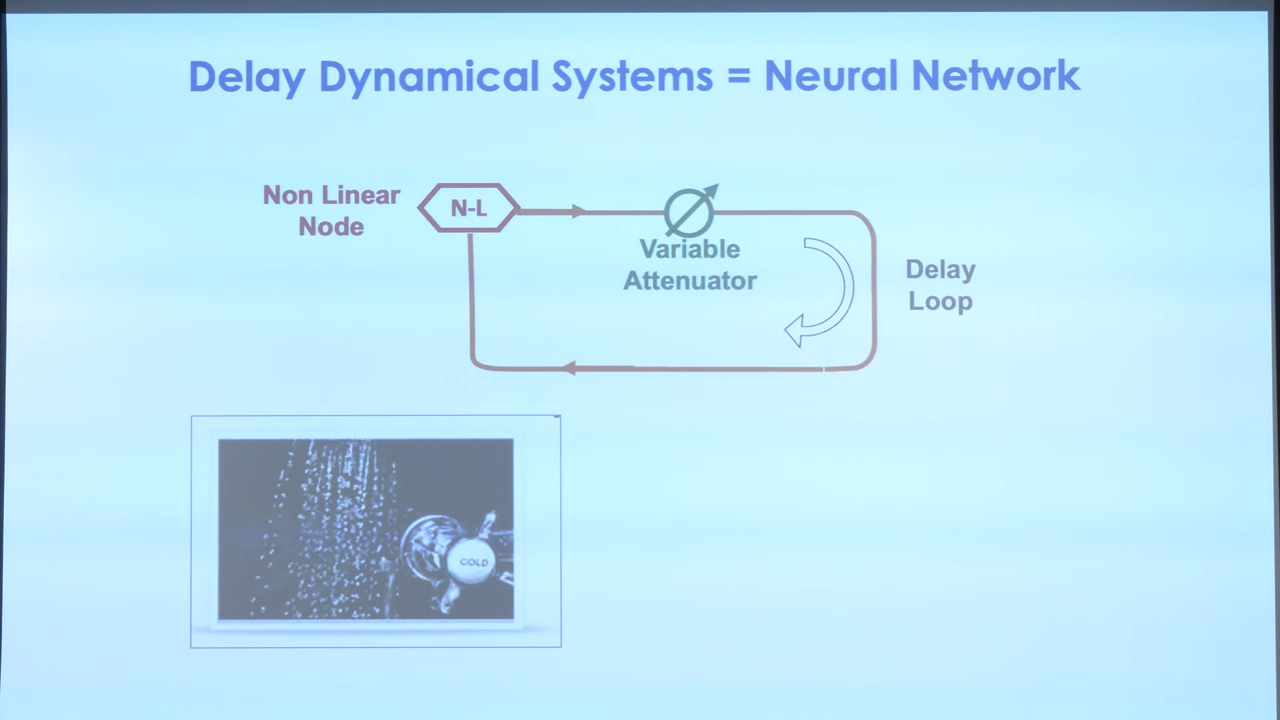 Delay Dynamical Systems = Neural Network
Non Linear
Node
N-L
Variable
Attenuator
Delay
Loop
COLD